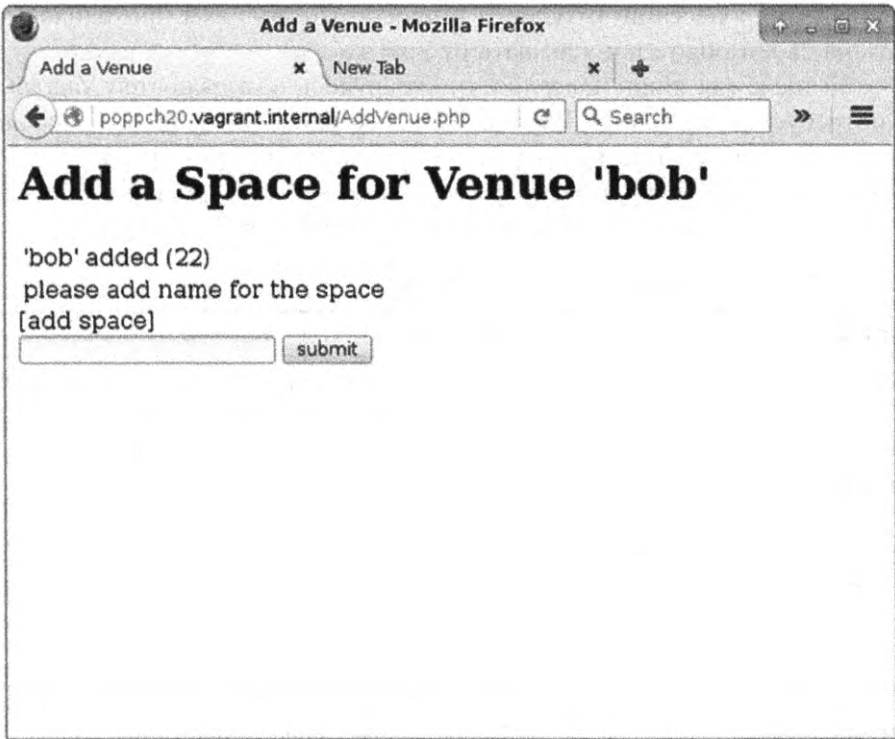 Add a Venue - Mozilla Firefox
Add a Venue
New Tab
poppch20.vagrant.internal/AddVenue.php
Search
Add a Space for Venue 'bob'
'bob' added (22)
please add name for the space
[add space]
submit